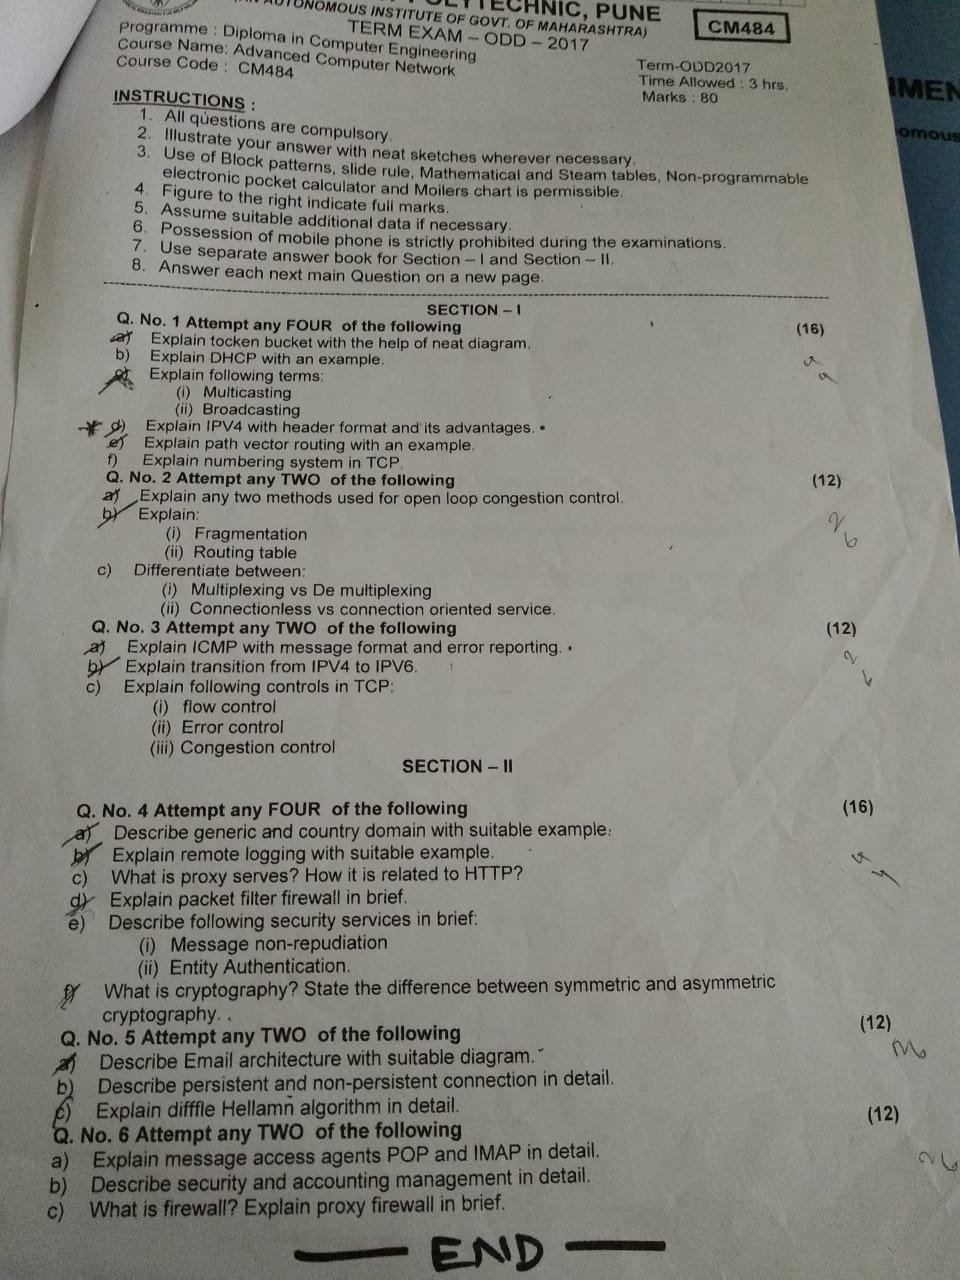 TECHNIC, PUNE
AUTONOMOUS INSTITUTE OF GOVT. OF MAHARASHTRA)
TERM EXAM – ODD – 2017
CM484
Programme : Diploma in Computer Engineering
Course Name: Advanced Computer Network
Course Code : CM484
Term-ODD2017
Time Allowed : 3 hrs.
Marks : 80
INSTRUCTIONS :
1. All questions are compulsory.
2. Illustrate your answer with neat sketches wherever necessary.
3. Use of Block patterns, slide rule, Mathematical and Steam tables, Non-programmable
electronic pocket calculator and Moilers chart is permissible.
4. Figure to the right indicate full marks.
5. Assume suitable additional data if necessary.
6. Possession of mobile phone is strictly prohibited during the examinations.
7. Use separate answer book for Section – I and Section – II.
8. Answer each next main Question on a new page.
SECTION – I
Q. No. 1 Attempt any FOUR of the following (16)
a) Explain tocken bucket with the help of neat diagram.
b) Explain DHCP with an example.
c) Explain following terms:
(i) Multicasting
(ii) Broadcasting
d) Explain IPV4 with header format and its advantages.
e) Explain path vector routing with an example.
f) Explain numbering system in TCP.
Q. No. 2 Attempt any TWO of the following (12)
a) Explain any two methods used for open loop congestion control.
b) Explain:
(i) Fragmentation
(ii) Routing table
c) Differentiate between:
(i) Multiplexing vs De multiplexing
(ii) Connectionless vs connection oriented service.
Q. No. 3 Attempt any TWO of the following (12)
a) Explain ICMP with message format and error reporting.
b) Explain transition from IPV4 to IPV6.
c) Explain following controls in TCP:
(i) flow control
(ii) Error control
(iii) Congestion control
SECTION – II
Q. No. 4 Attempt any FOUR of the following (16)
a) Describe generic and country domain with suitable example:
b) Explain remote logging with suitable example.
c) What is proxy serves? How it is related to HTTP?
d) Explain packet filter firewall in brief.
e) Describe following security services in brief:
(i) Message non-repudiation
(ii) Entity Authentication.
f) What is cryptography? State the difference between symmetric and asymmetric
cryptography. .
Q. No. 5 Attempt any TWO of the following (12)
a) Describe Email architecture with suitable diagram.
b) Describe persistent and non-persistent connection in detail.
c) Explain difffle Hellamn algorithm in detail.
Q. No. 6 Attempt any TWO of the following (12)
a) Explain message access agents POP and IMAP in detail.
b) Describe security and accounting management in detail.
c) What is firewall? Explain proxy firewall in brief.
END